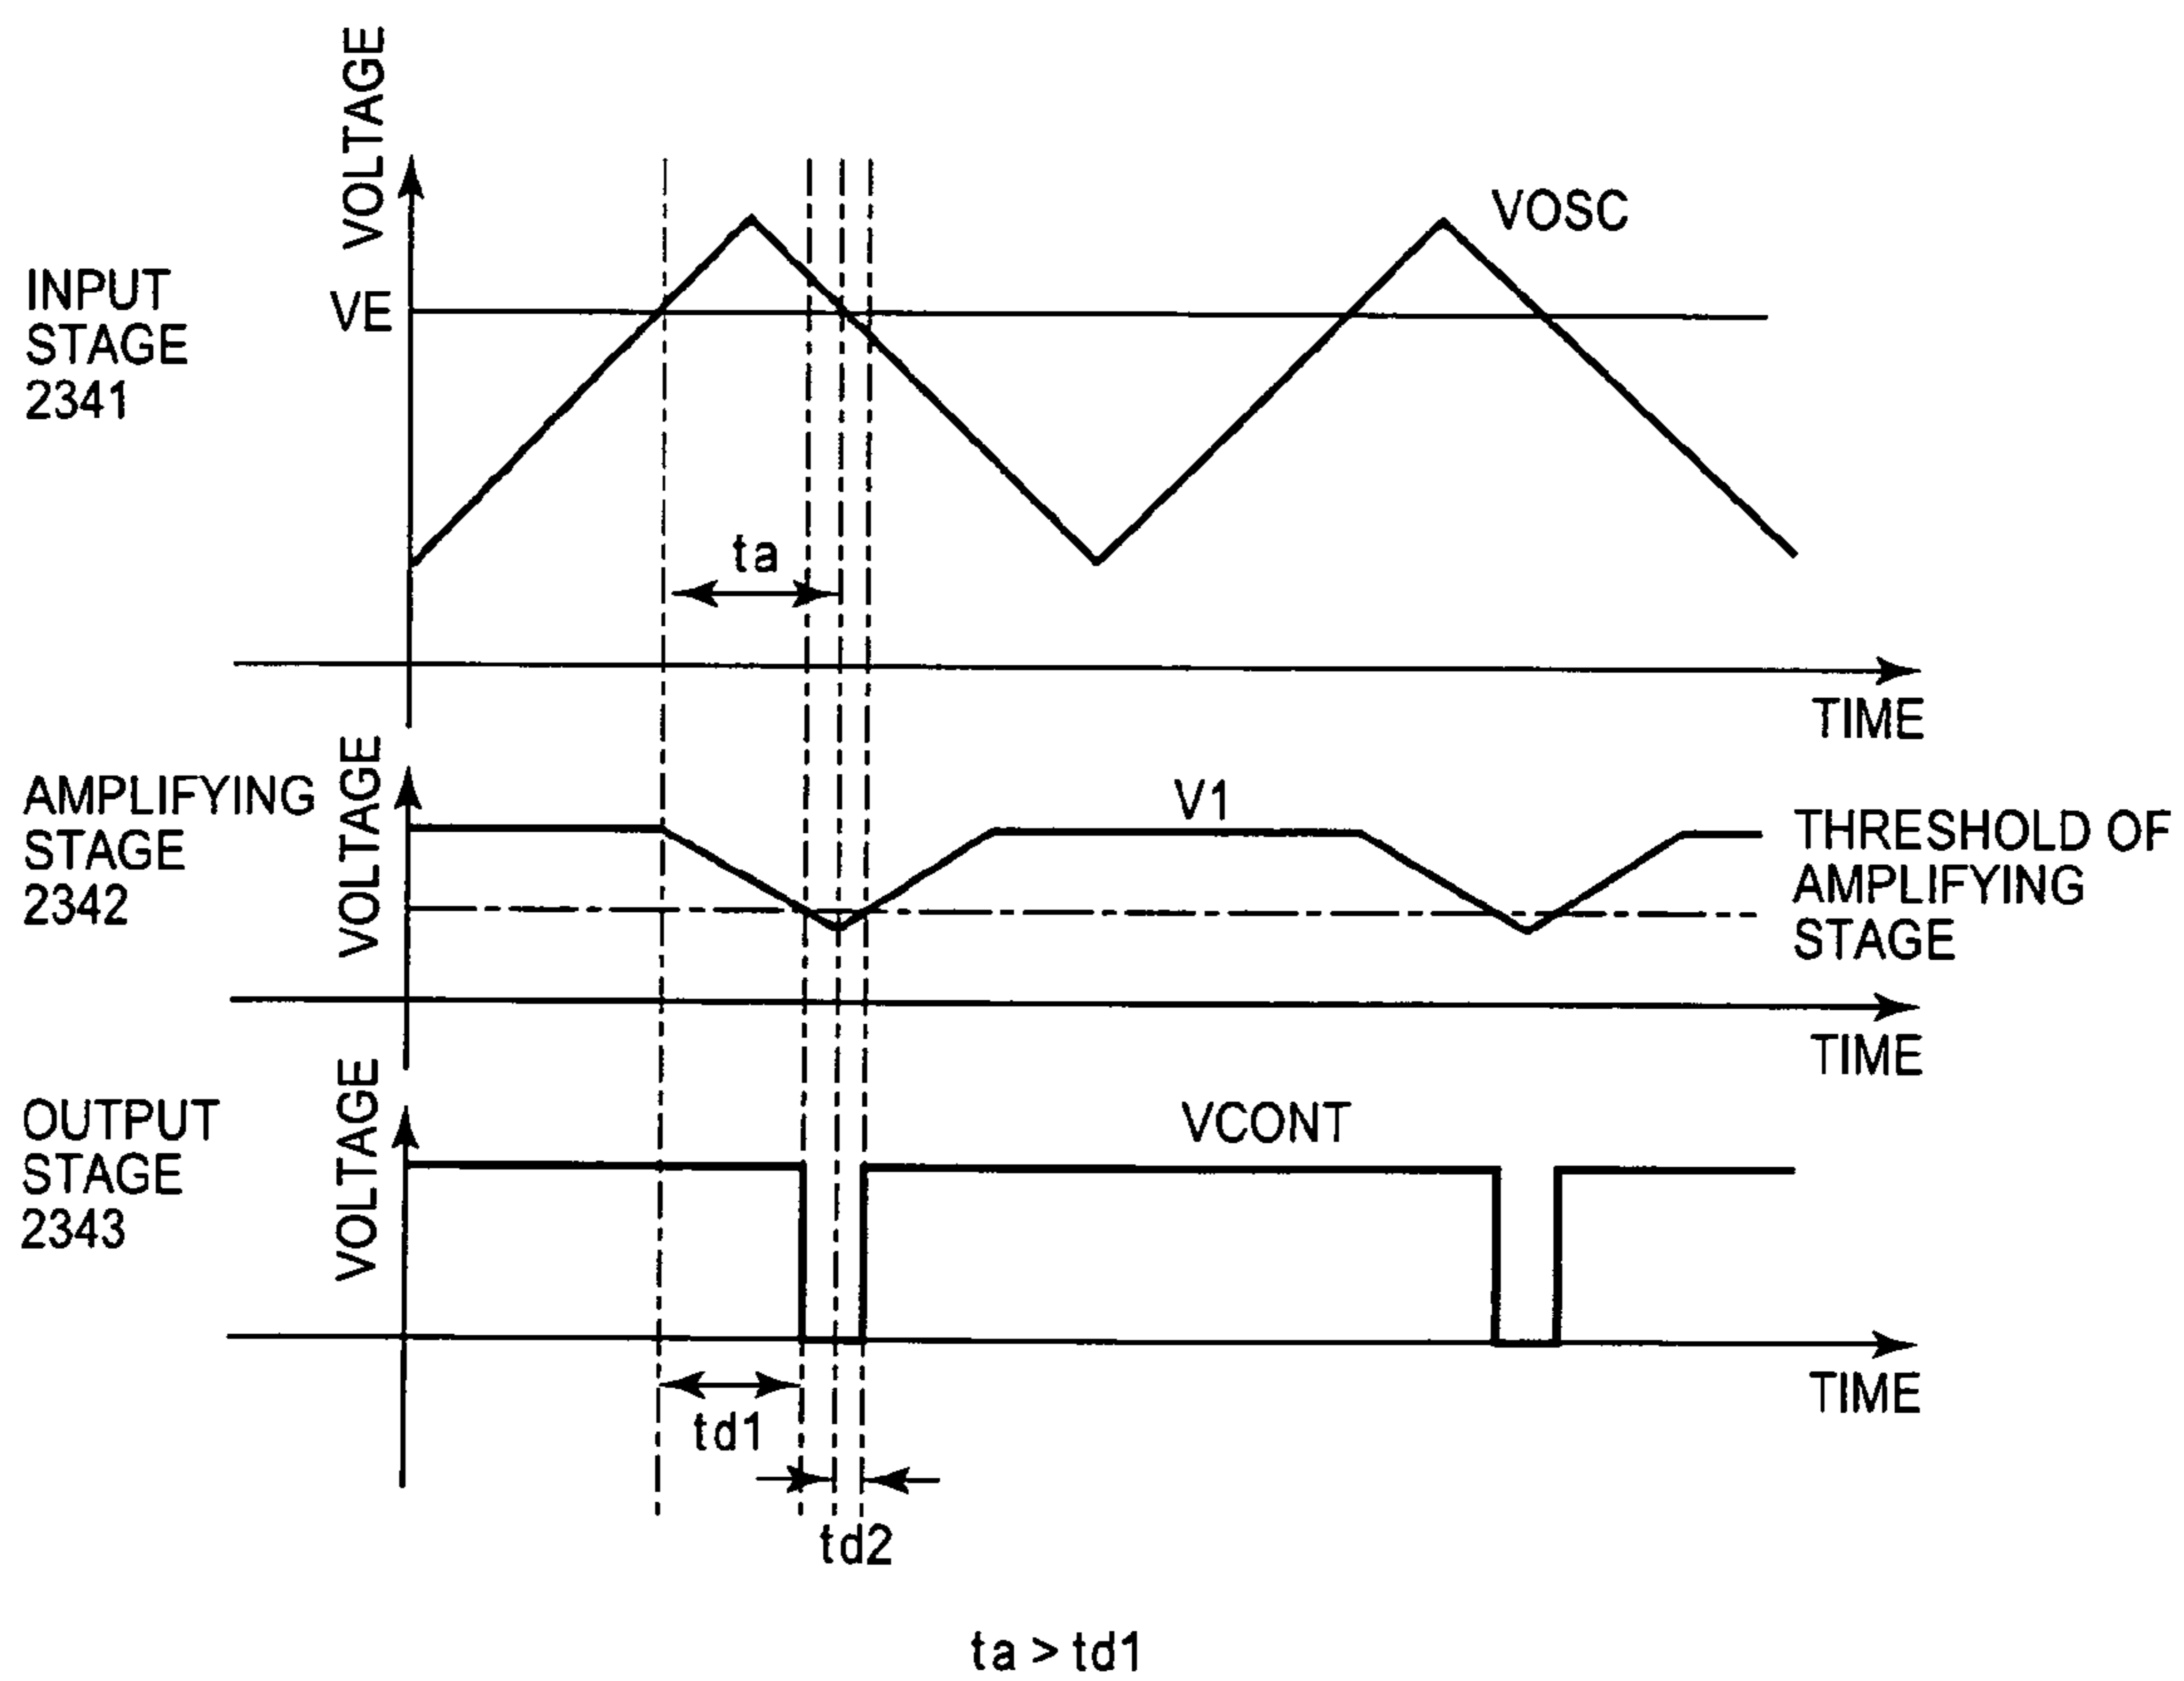 VOLTAGE
VOSC
INPUT
STAGE
2341
VE
ta
TIME
VOLTAGE
AMPLIFYING
STAGE
2342
V1
THRESHOLD OF
AMPLIFYING
STAGE
TIME
VOLTAGE
OUTPUT
STAGE
2343
VCONT
TIME
td1
td2
ta > td1